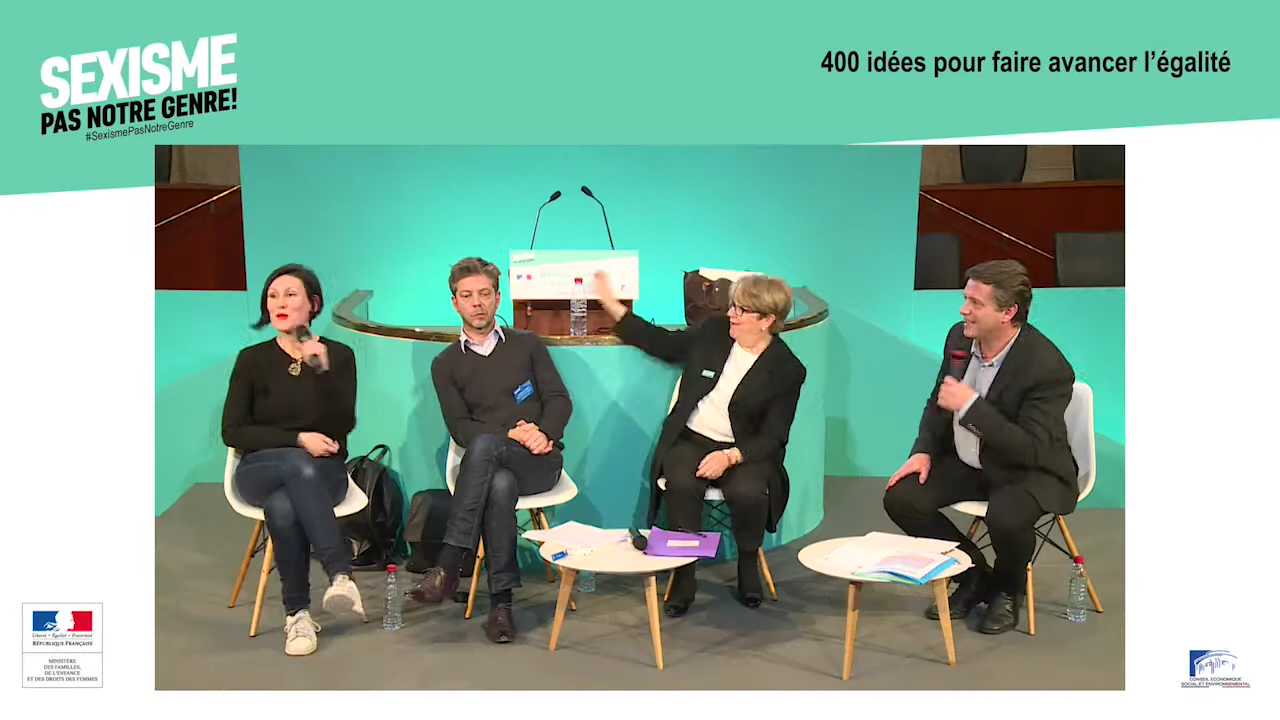 SEXISME
PAS NOTRE GENRE!
#SexismePasNotreGenre
400 idées pour faire avancer l'égalité
Liberté • Égalité • Fraternité
RÉPUBLIQUE FRANÇAISE
MINISTÈRE
DES FAMILLES,
DE L'ENFANCE
ET DES DROITS DES FEMMES
CONSEIL ECONOMIQUE
SOCIAL ET ENVIRONNEMENTAL